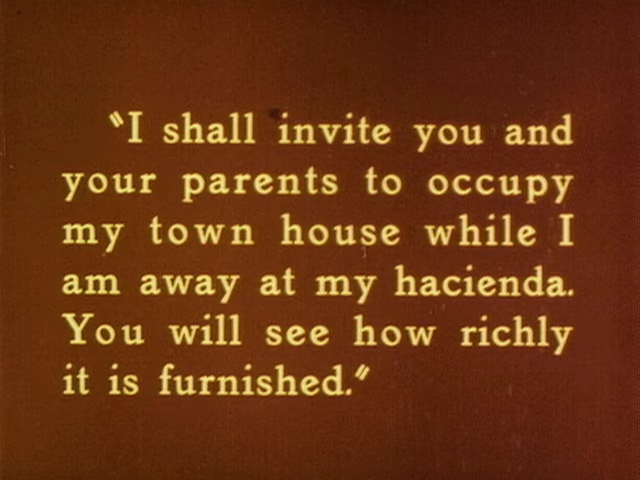 "I shall invite you and
your parents to occupy
my town house while I
am away at my hacienda.
You will see how richly
it is furnished."